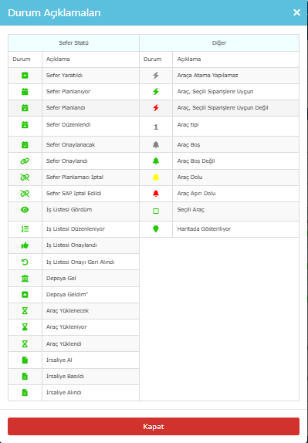 Durum Açıklamaları
Sefer Statü
Diğer
Durum Açıklama Durum Açıklama
Sefer Yaratıldı
Araca Atama Yapılamaz
Sefer Planlanıyor
Araç, Seçili Siparişlere Uygun
Sefer Planlandı
Araç, Seçili Siparişlere Uygun Değil
Sefer Düzenlendi
Araç tipi
Sefer Onaylanacak
Araç Boş
Sefer Onaylandı
Araç Boş Değil
Sefer Planlamacı İptal
Araç Dolu
Sefer SAP İptal Edildi
Araç Aşırı Dolu
İş Listesi Gördüm
Seçili Araç
İş Listesi Düzenleniyor
Haritada Gösteriliyor
İş Listesi Onaylandı
İş Listesi Onayı Geri Alındı
Depoya Gel
Depoya Geldim"
Araç Yüklenecek
Araç Yükleniyor
Araç Yüklendi
İrsaliye Al
İrsaliye Basıldı
İrsaliye Alındı
Kapat